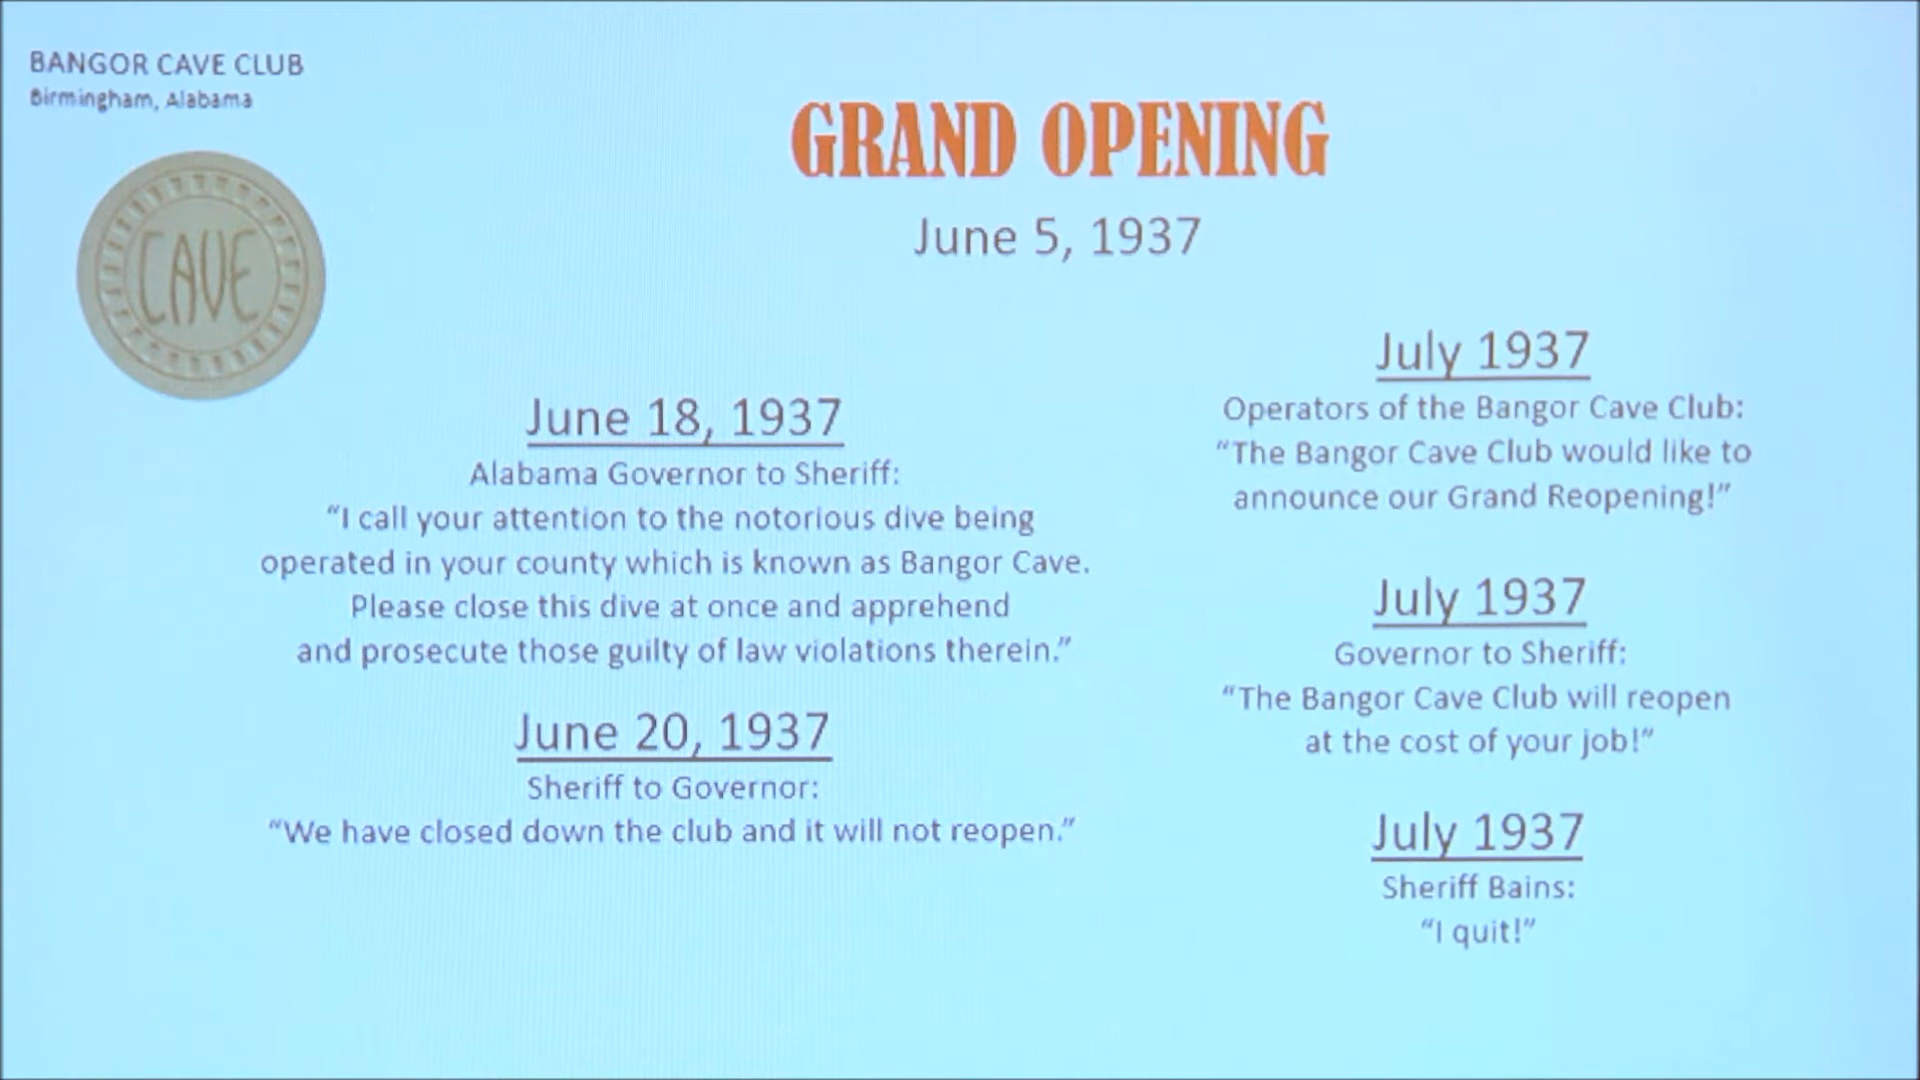 BANGOR CAVE CLUB
Birmingham, Alabama
CAVE
GRAND OPENING
June 5, 1937
June 18, 1937
Alabama Governor to Sheriff:
“I call your attention to the notorious dive being
operated in your county which is known as Bangor Cave.
Please close this dive at once and apprehend
and prosecute those guilty of law violations therein.”
June 20, 1937
Sheriff to Governor:
“We have closed down the club and it will not reopen.”
July 1937
Operators of the Bangor Cave Club:
“The Bangor Cave Club would like to
announce our Grand Reopening!”
July 1937
Governor to Sheriff:
“The Bangor Cave Club will reopen
at the cost of your job!”
July 1937
Sheriff Bains:
“I quit!”